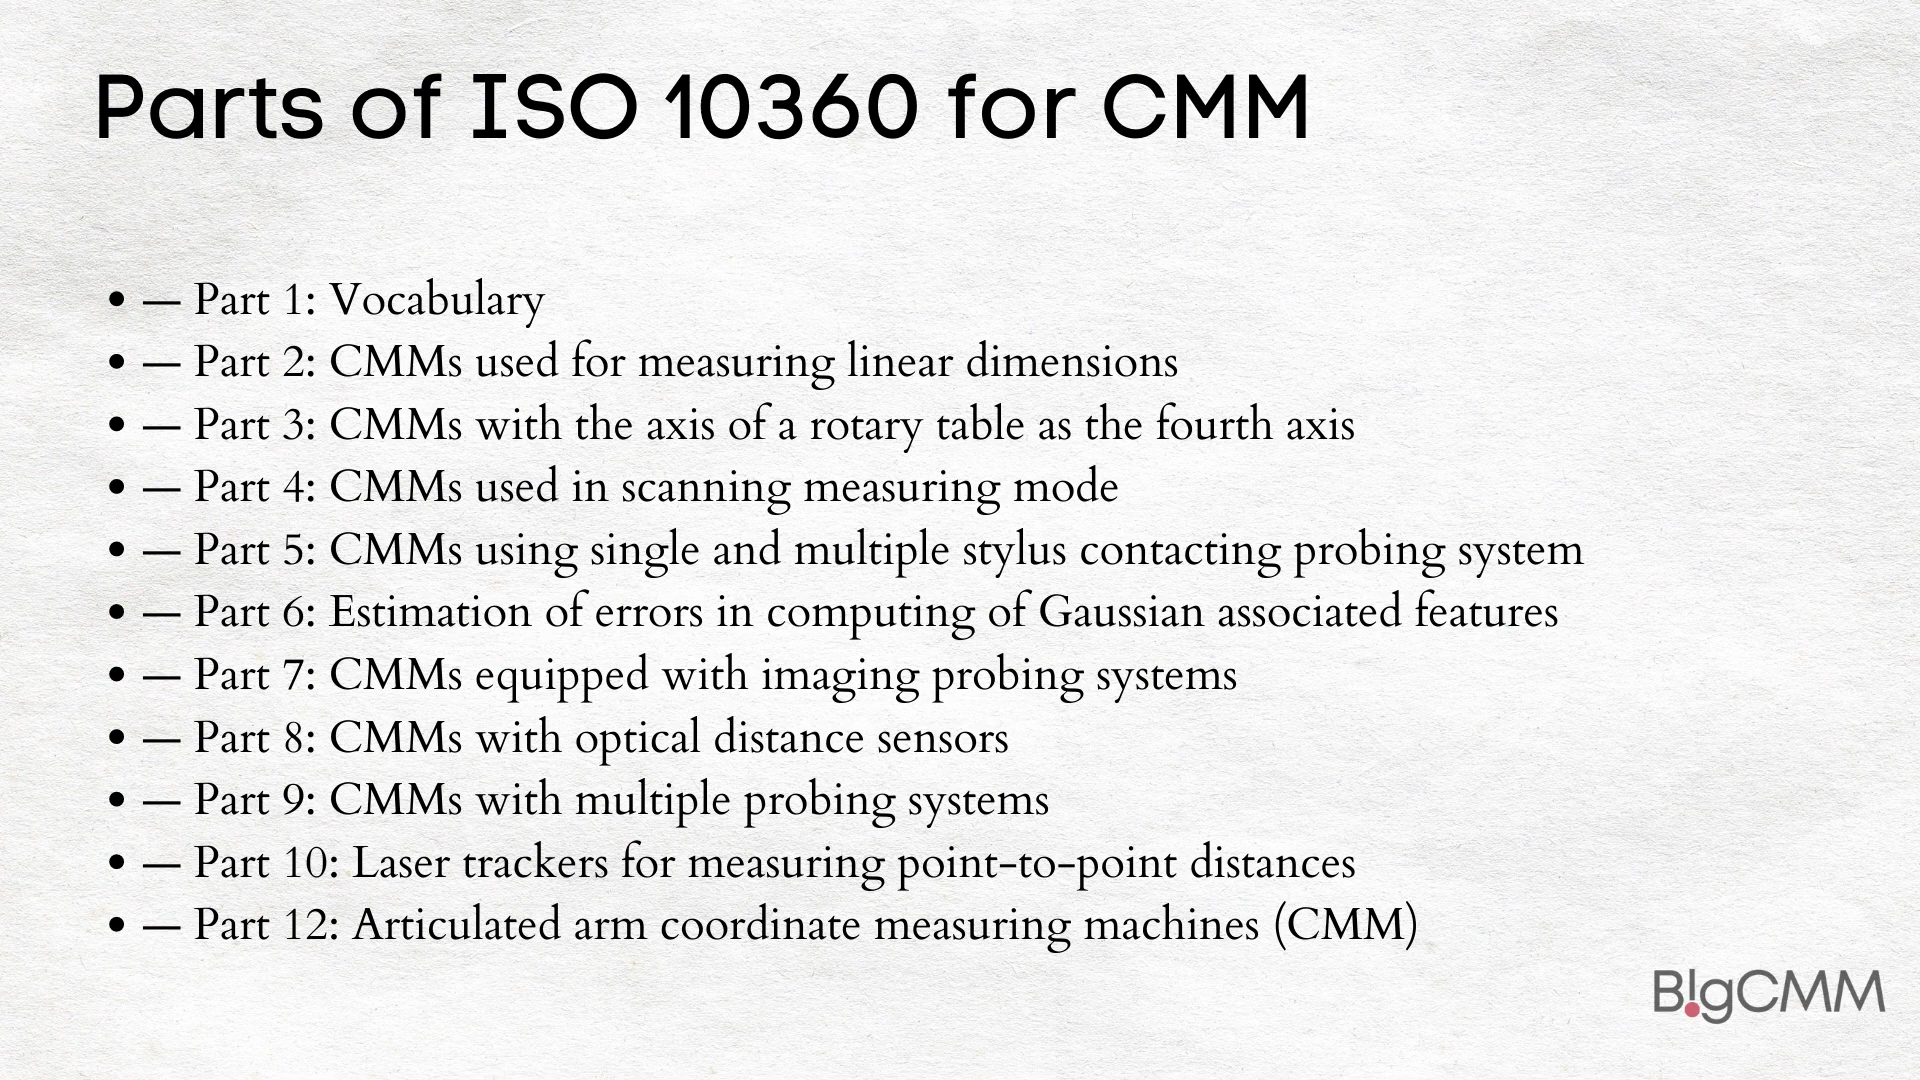 Parts of ISO 10360 for CMM
• — Part 1: Vocabulary
• — Part 2: CMMs used for measuring linear dimensions
• — Part 3: CMMs with the axis of a rotary table as the fourth axis
• — Part 4: CMMs used in scanning measuring mode
• — Part 5: CMMs using single and multiple stylus contacting probing system
• — Part 6: Estimation of errors in computing of Gaussian associated features
• — Part 7: CMMs equipped with imaging probing systems
• — Part 8: CMMs with optical distance sensors
• — Part 9: CMMs with multiple probing systems
• — Part 10: Laser trackers for measuring point-to-point distances
• — Part 12: Articulated arm coordinate measuring machines (CMM)
B!gCMM